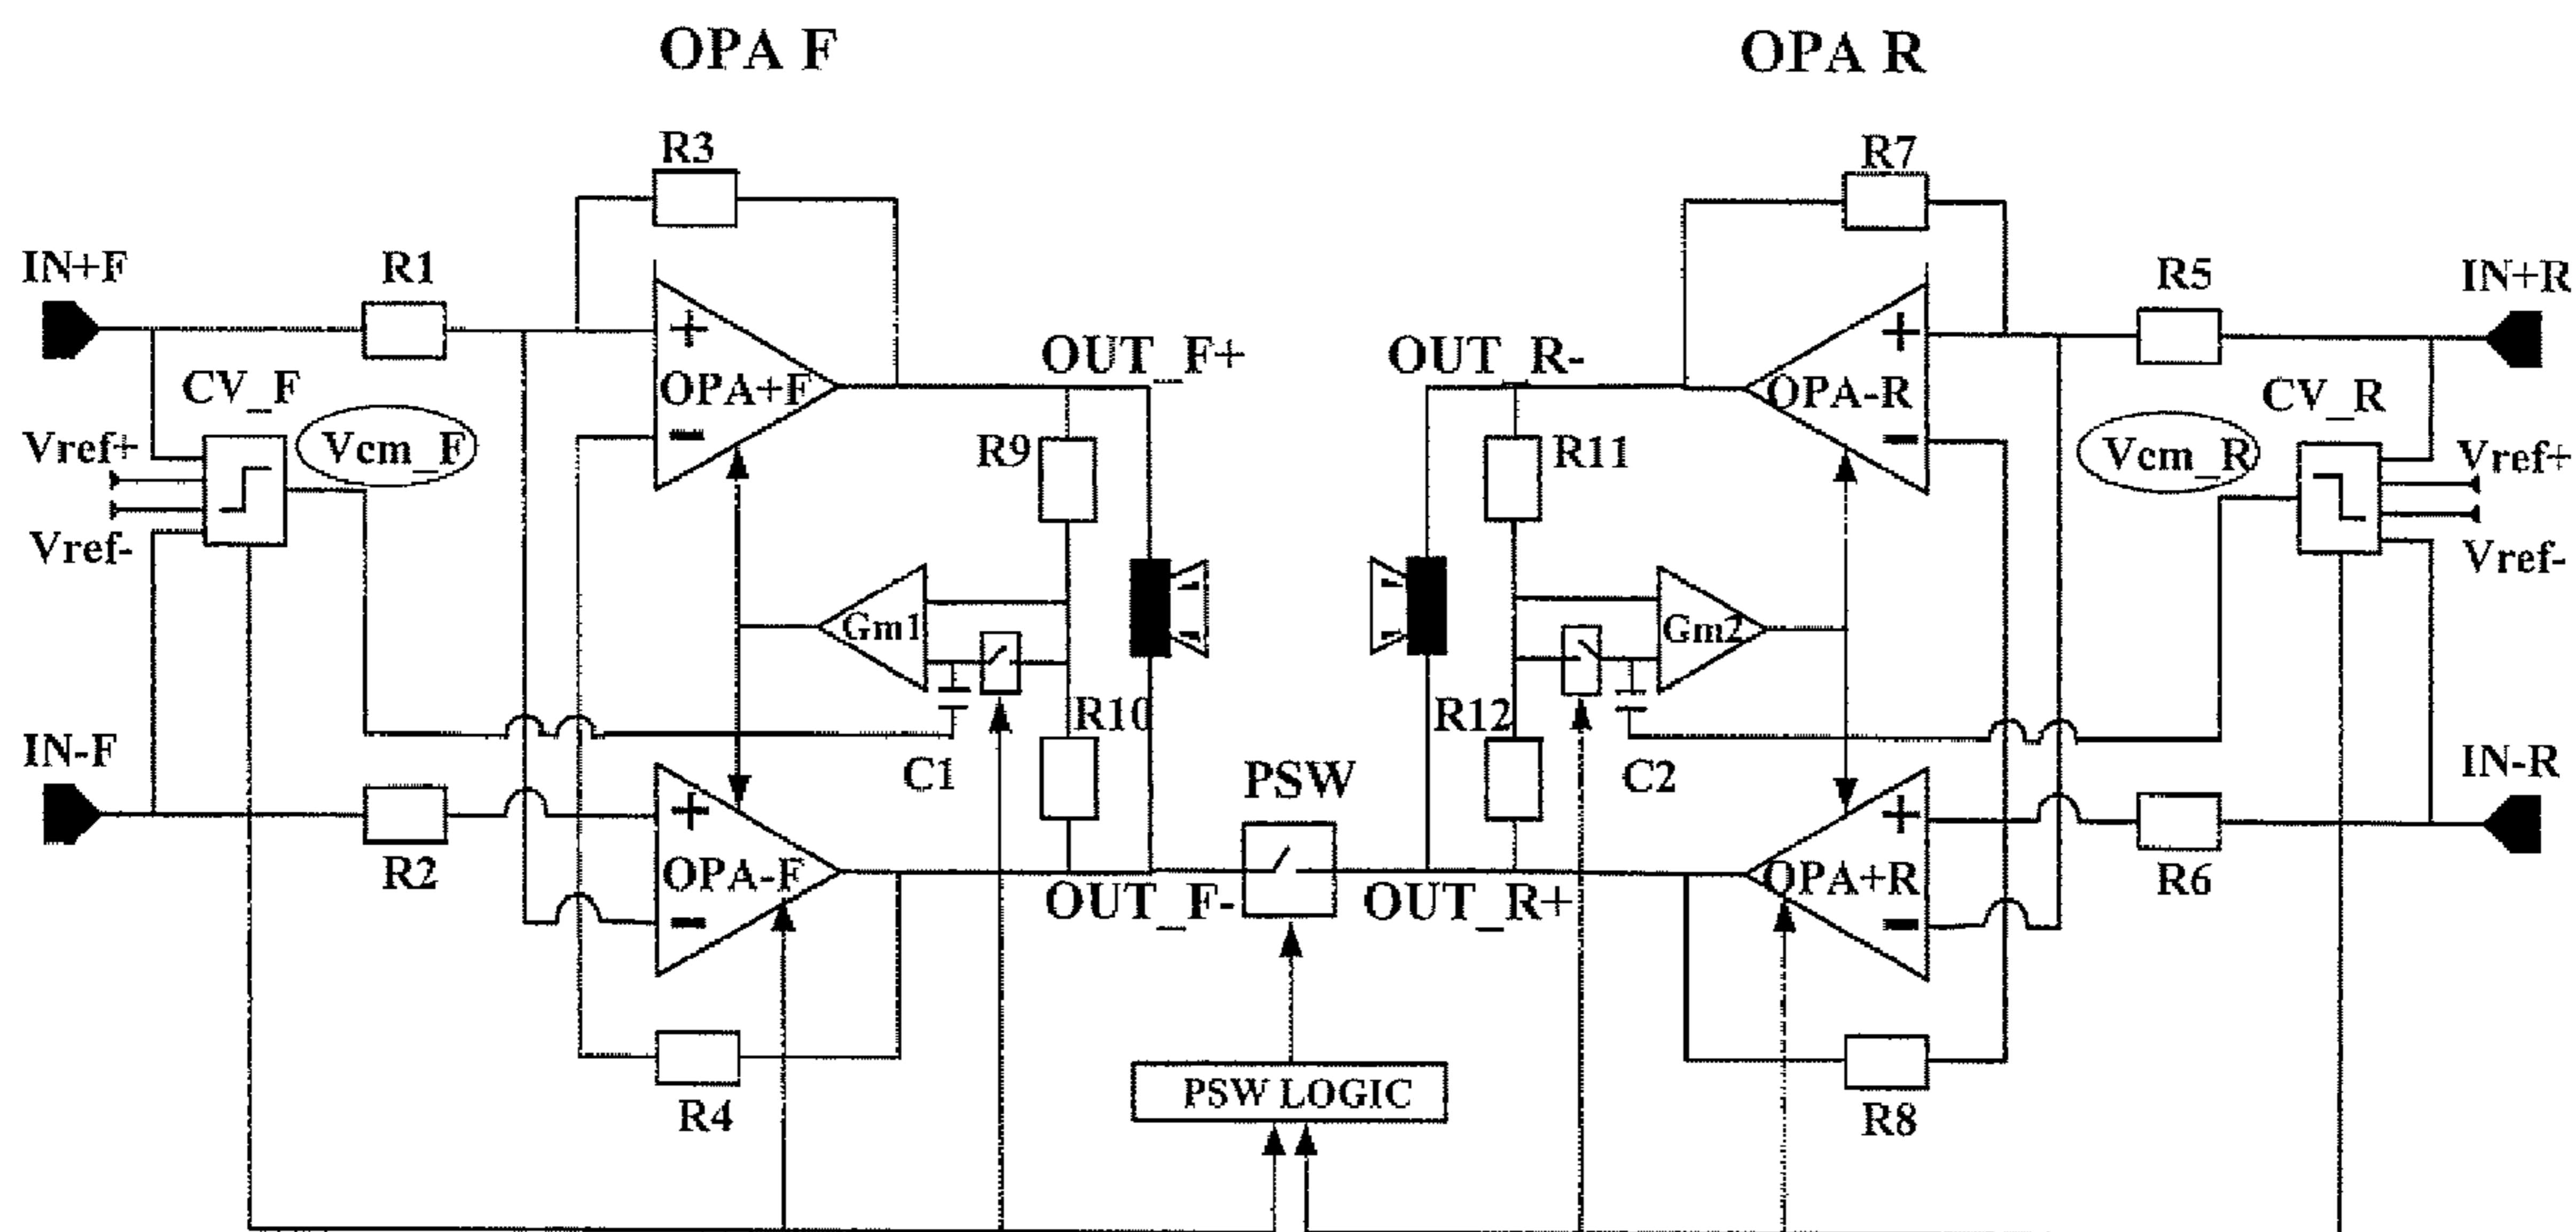 OPA F
OPA R
R3
R7
IN+F
R1
R5
IN+R
+
+
OUT_F+
OUT_R-
CV_F
OPA+F
OPA-R
CV_R
Vref+
Vcm_F
-
R9
R11
-
Vcm_R
Vref+
Vref-
Vref-
Gm1
Gm2
R10
R12
IN-F
C1
PSW
C2
IN-R
+
+
R2
OPA-F
OPA+R
R6
OUT_F-
OUT_R+
-
-
PSW LOGIC
R4
R8